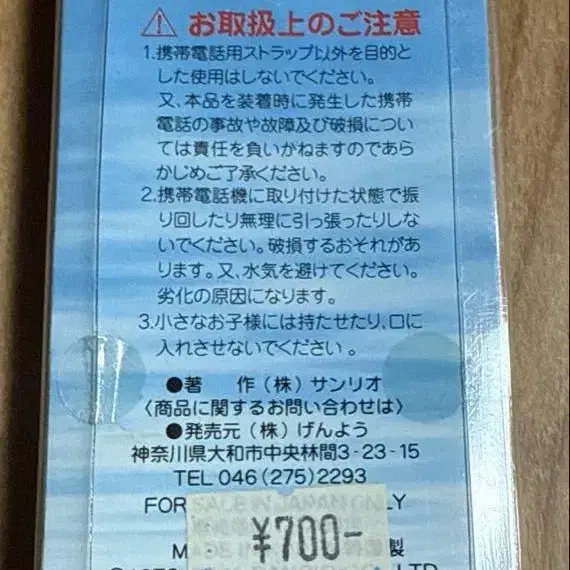 ⚠ お取扱上のご注意
1.携帯電話用ストラップ以外を目的と
した使用はしないでください。
又、本品を装着時に発生した携帯
電話の事故や故障及び破損につい
ては責任を負いかねますのであら
かじめご了承ください。
2.携帯電話機に取り付けた状態で振
り回したり無理に引っ張ったりしな
いでください。破損するおそれがあ
ります。又、水気を避けてください。
劣化の原因になります。
3.小さなお子様には持たせたり、口に
入れさせないでください。
●著 作(株)サンリオ
〈商品に関するお問い合わせは〉
●発売元(株)げんよう
神奈川県大和市中央林間3-23-15
TEL 046(275)2293
FOR SALE IN JAPAN ONLY
¥700-
MADE IN
製
LTD